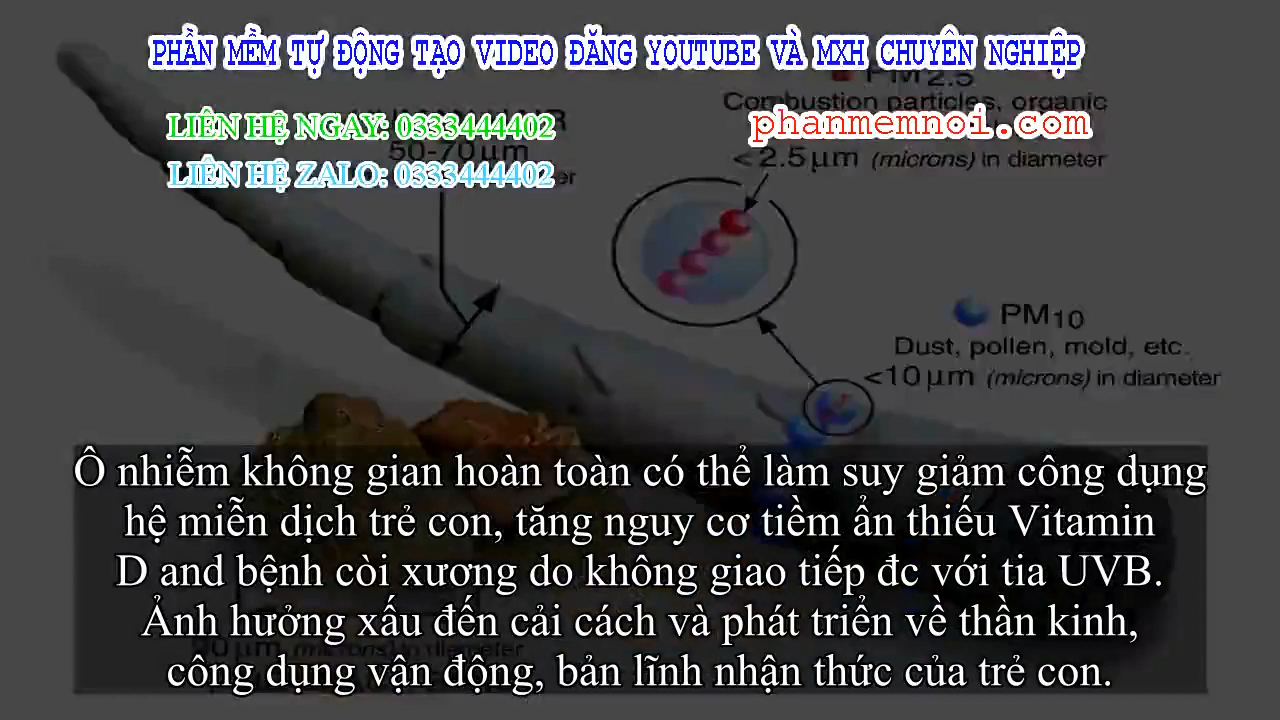 PHẦN MỀM TỰ ĐỘNG TẠO VIDEO ĐĂNG YOUTUBE VÀ MXH CHUYÊN NGHIỆP
PM 2.5
Combustion particles, organic
LIÊN HỆ NGAY: 0333444402
phanmemnoi.com
50-70 µm
<2.5 µm (microns) in diameter
LIÊN HỆ ZALO: 0333444402
PM10
Dust, pollen, mold, etc.
<10 µm (microns) in diameter
Ô nhiễm không gian hoàn toàn có thể làm suy giảm công dụng
hệ miễn dịch trẻ con, tăng nguy cơ tiềm ẩn thiếu Vitamin
D and bệnh còi xương do không giao tiếp đc với tia UVB.
Ảnh hưởng xấu đến cải cách và phát triển về thần kinh,
công dụng vận động, bản lĩnh nhận thức của trẻ con.